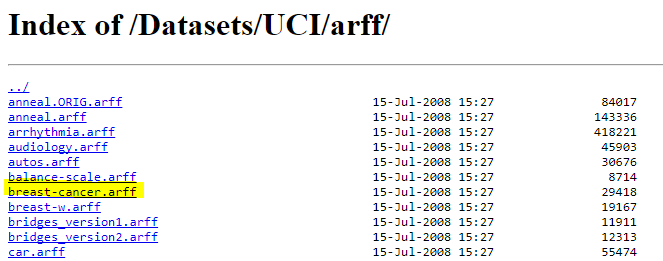 Index of /Datasets/UCI/arff/
../
anneal.ORIG.arff 15-Jul-2008 15:27 84017
anneal.arff 15-Jul-2008 15:27 143336
arrhythmia.arff 15-Jul-2008 15:27 418221
audiology.arff 15-Jul-2008 15:27 45903
autos.arff 15-Jul-2008 15:27 30676
balance-scale.arff 15-Jul-2008 15:27 8714
breast-cancer.arff 15-Jul-2008 15:27 29418
breast-w.arff 15-Jul-2008 15:27 19167
bridges_version1.arff 15-Jul-2008 15:27 11911
bridges_version2.arff 15-Jul-2008 15:27 12313
car.arff 15-Jul-2008 15:27 55474